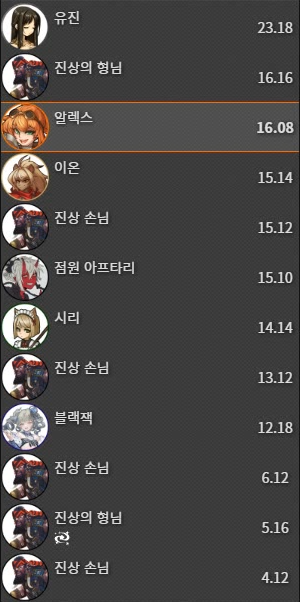 유진
23.18
진상의 형님
16.16
알렉스
16.08
이온
15.14
진상 손님
15.12
점원 아프타리
15.10
시리
14.14
진상 손님
13.12
블랙잭
12.18
진상 손님
6.12
진상의 형님
5.16
진상 손님
4.12